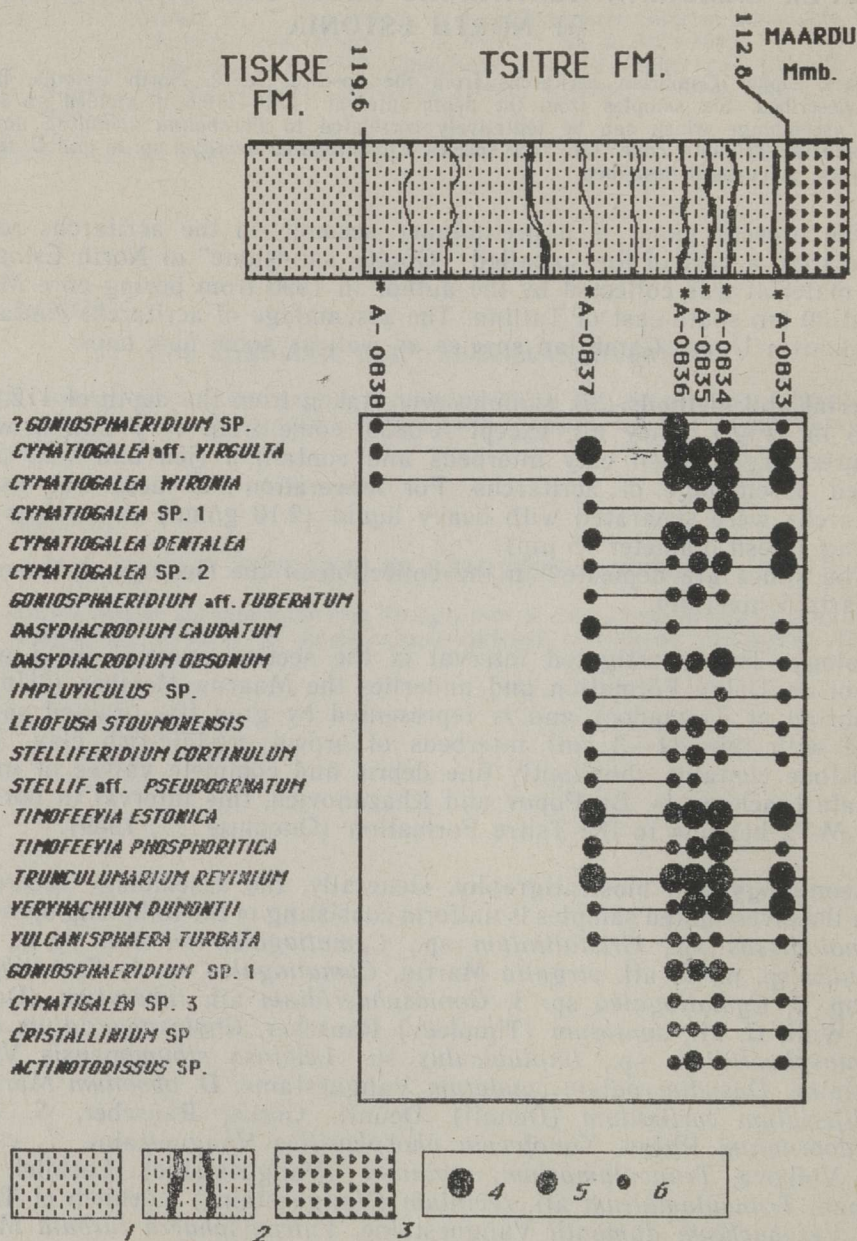 OF NORTH ESTONIA
TISKRE
FM.
119.6
TSITRE FM.
112.8
MAARDU
Mmb.
* A-0838
* A-0837
* A-0836
* A-0835
* A-0834
* A-0833
? GONIOSPHAERIDIUM SP.
CYMATIOGALEA aff. VIRGULTA
CYMATIOGALEA WIRONIA
CYMATIOGALEA SP. 1
CYMATIOGALEA DENTALEA
CYMATIOGALEA SP. 2
GONIOSPHAERIDIUM aff. TUBERATUM
DASYDIACRODIUM CAUDATUM
DASYDIACRODIUM OBSONUM
IMPLUVICULUS SP.
LEIOFUSA STOUMONENSIS
STELLIFERIDIUM CORTINULUM
STELLIF. aff. PSEUDOORNATUM
TIMOFEEVIA ESTONICA
TIMOFEEVIA PHOSPHORITICA
TRUNCULUMARIUM REVINIUM
VERYHACHIUM DUMONTII
VULCANISPHAERA TURBATA
GONIOSPHAERIDIUM SP. 1
CYMATIGALEA SP. 3
CRISTALLINIUM SP
ACTINOTODISSUS SP.
1 2 3 4 5 6